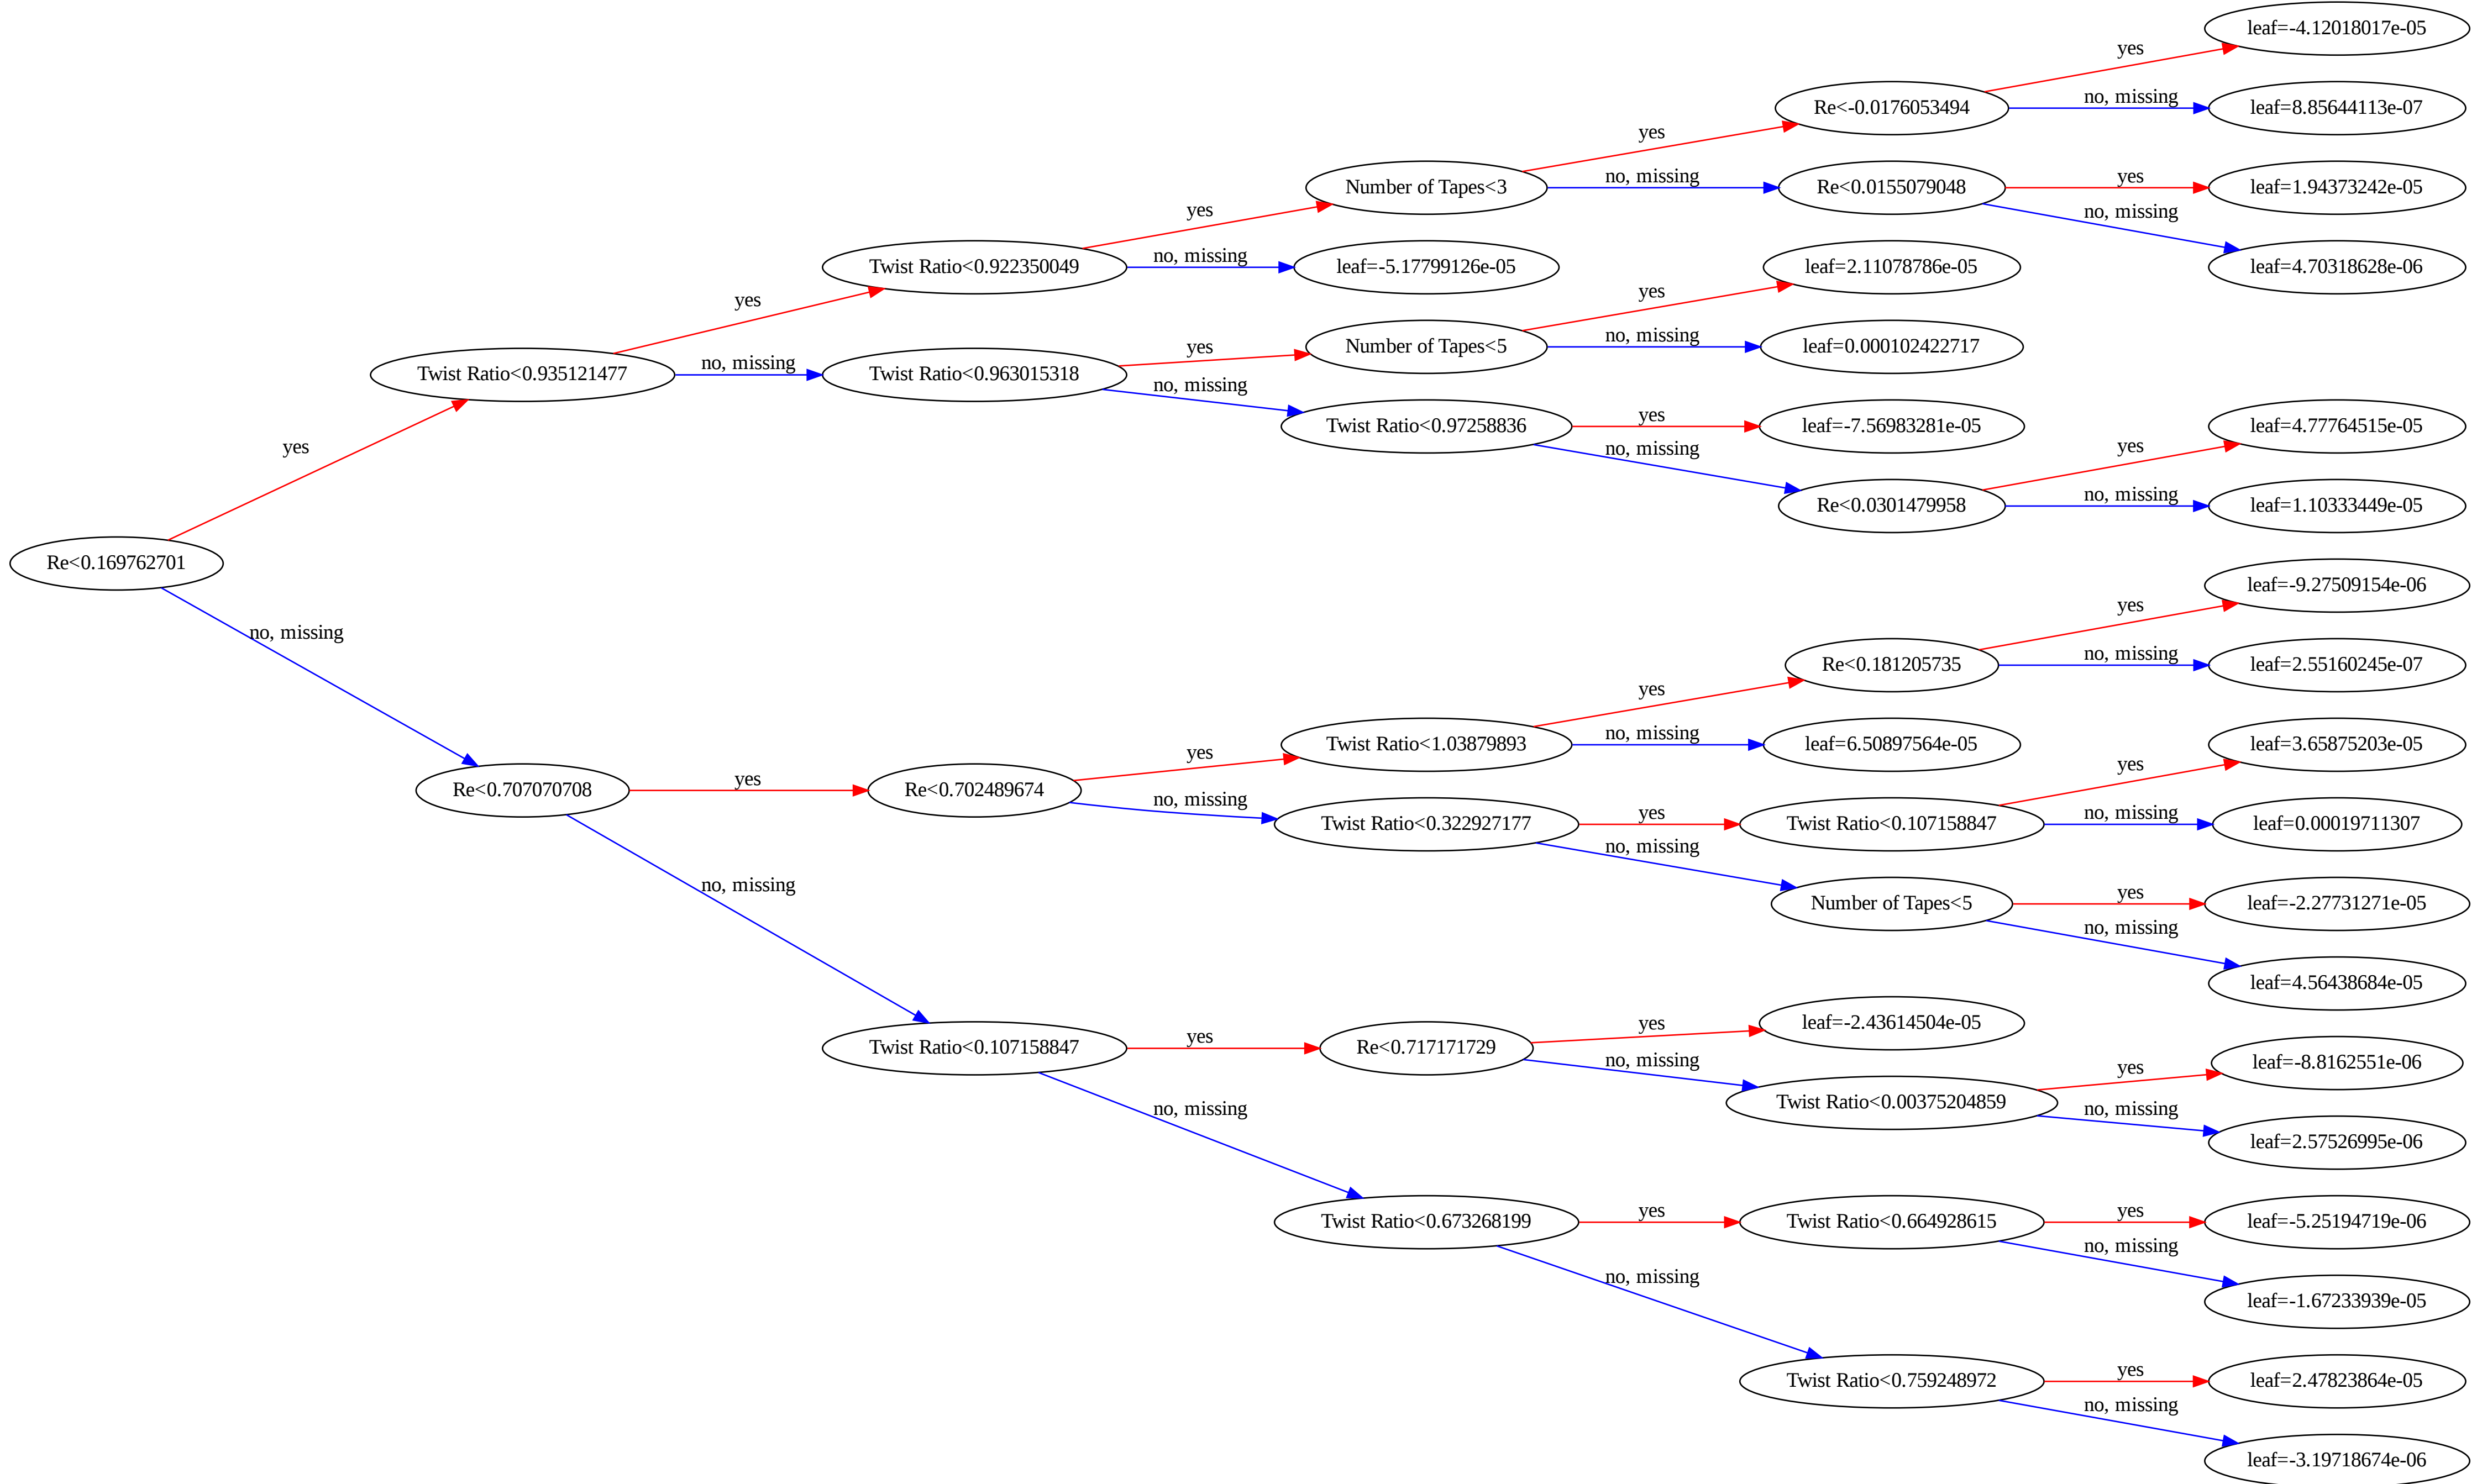 leaf=-4.12018017e-05
yes
Re<-0.0176053494
no, missing
leaf=8.85644113e-07
yes
Number of Tapes<3
no, missing
Re<0.0155079048
yes
leaf=1.94373242e-05
no, missing
yes
Twist Ratio<0.922350049
no, missing
leaf=-5.17799126e-05
leaf=2.11078786e-05
leaf=4.70318628e-06
yes
yes
Twist Ratio<0.935121477
no, missing
Twist Ratio<0.963015318
yes
Number of Tapes<5
no, missing
leaf=0.000102422717
no, missing
Twist Ratio<0.97258836
yes
leaf=-7.56983281e-05
leaf=4.77764515e-05
yes
no, missing
yes
Re<0.0301479958
no, missing
leaf=1.10333449e-05
Re<0.169762701
leaf=-9.27509154e-06
yes
no, missing
Re<0.181205735
no, missing
leaf=2.55160245e-07
yes
Twist Ratio<1.03879893
no, missing
leaf=6.50897564e-05
leaf=3.65875203e-05
yes
yes
Re<0.707070708
yes
Re<0.702489674
no, missing
Twist Ratio<0.322927177
yes
Twist Ratio<0.107158847
no, missing
leaf=0.00019711307
no, missing
no, missing
Number of Tapes<5
yes
leaf=-2.27731271e-05
no, missing
leaf=4.56438684e-05
Twist Ratio<0.107158847
yes
Re<0.717171729
yes
leaf=-2.43614504e-05
no, missing
Twist Ratio<0.00375204859
yes
leaf=-8.8162551e-06
no, missing
leaf=2.57526995e-06
no, missing
Twist Ratio<0.673268199
yes
Twist Ratio<0.664928615
yes
leaf=-5.25194719e-06
no, missing
leaf=-1.67233939e-05
no, missing
Twist Ratio<0.759248972
yes
leaf=2.47823864e-05
no, missing
leaf=-3.19718674e-06